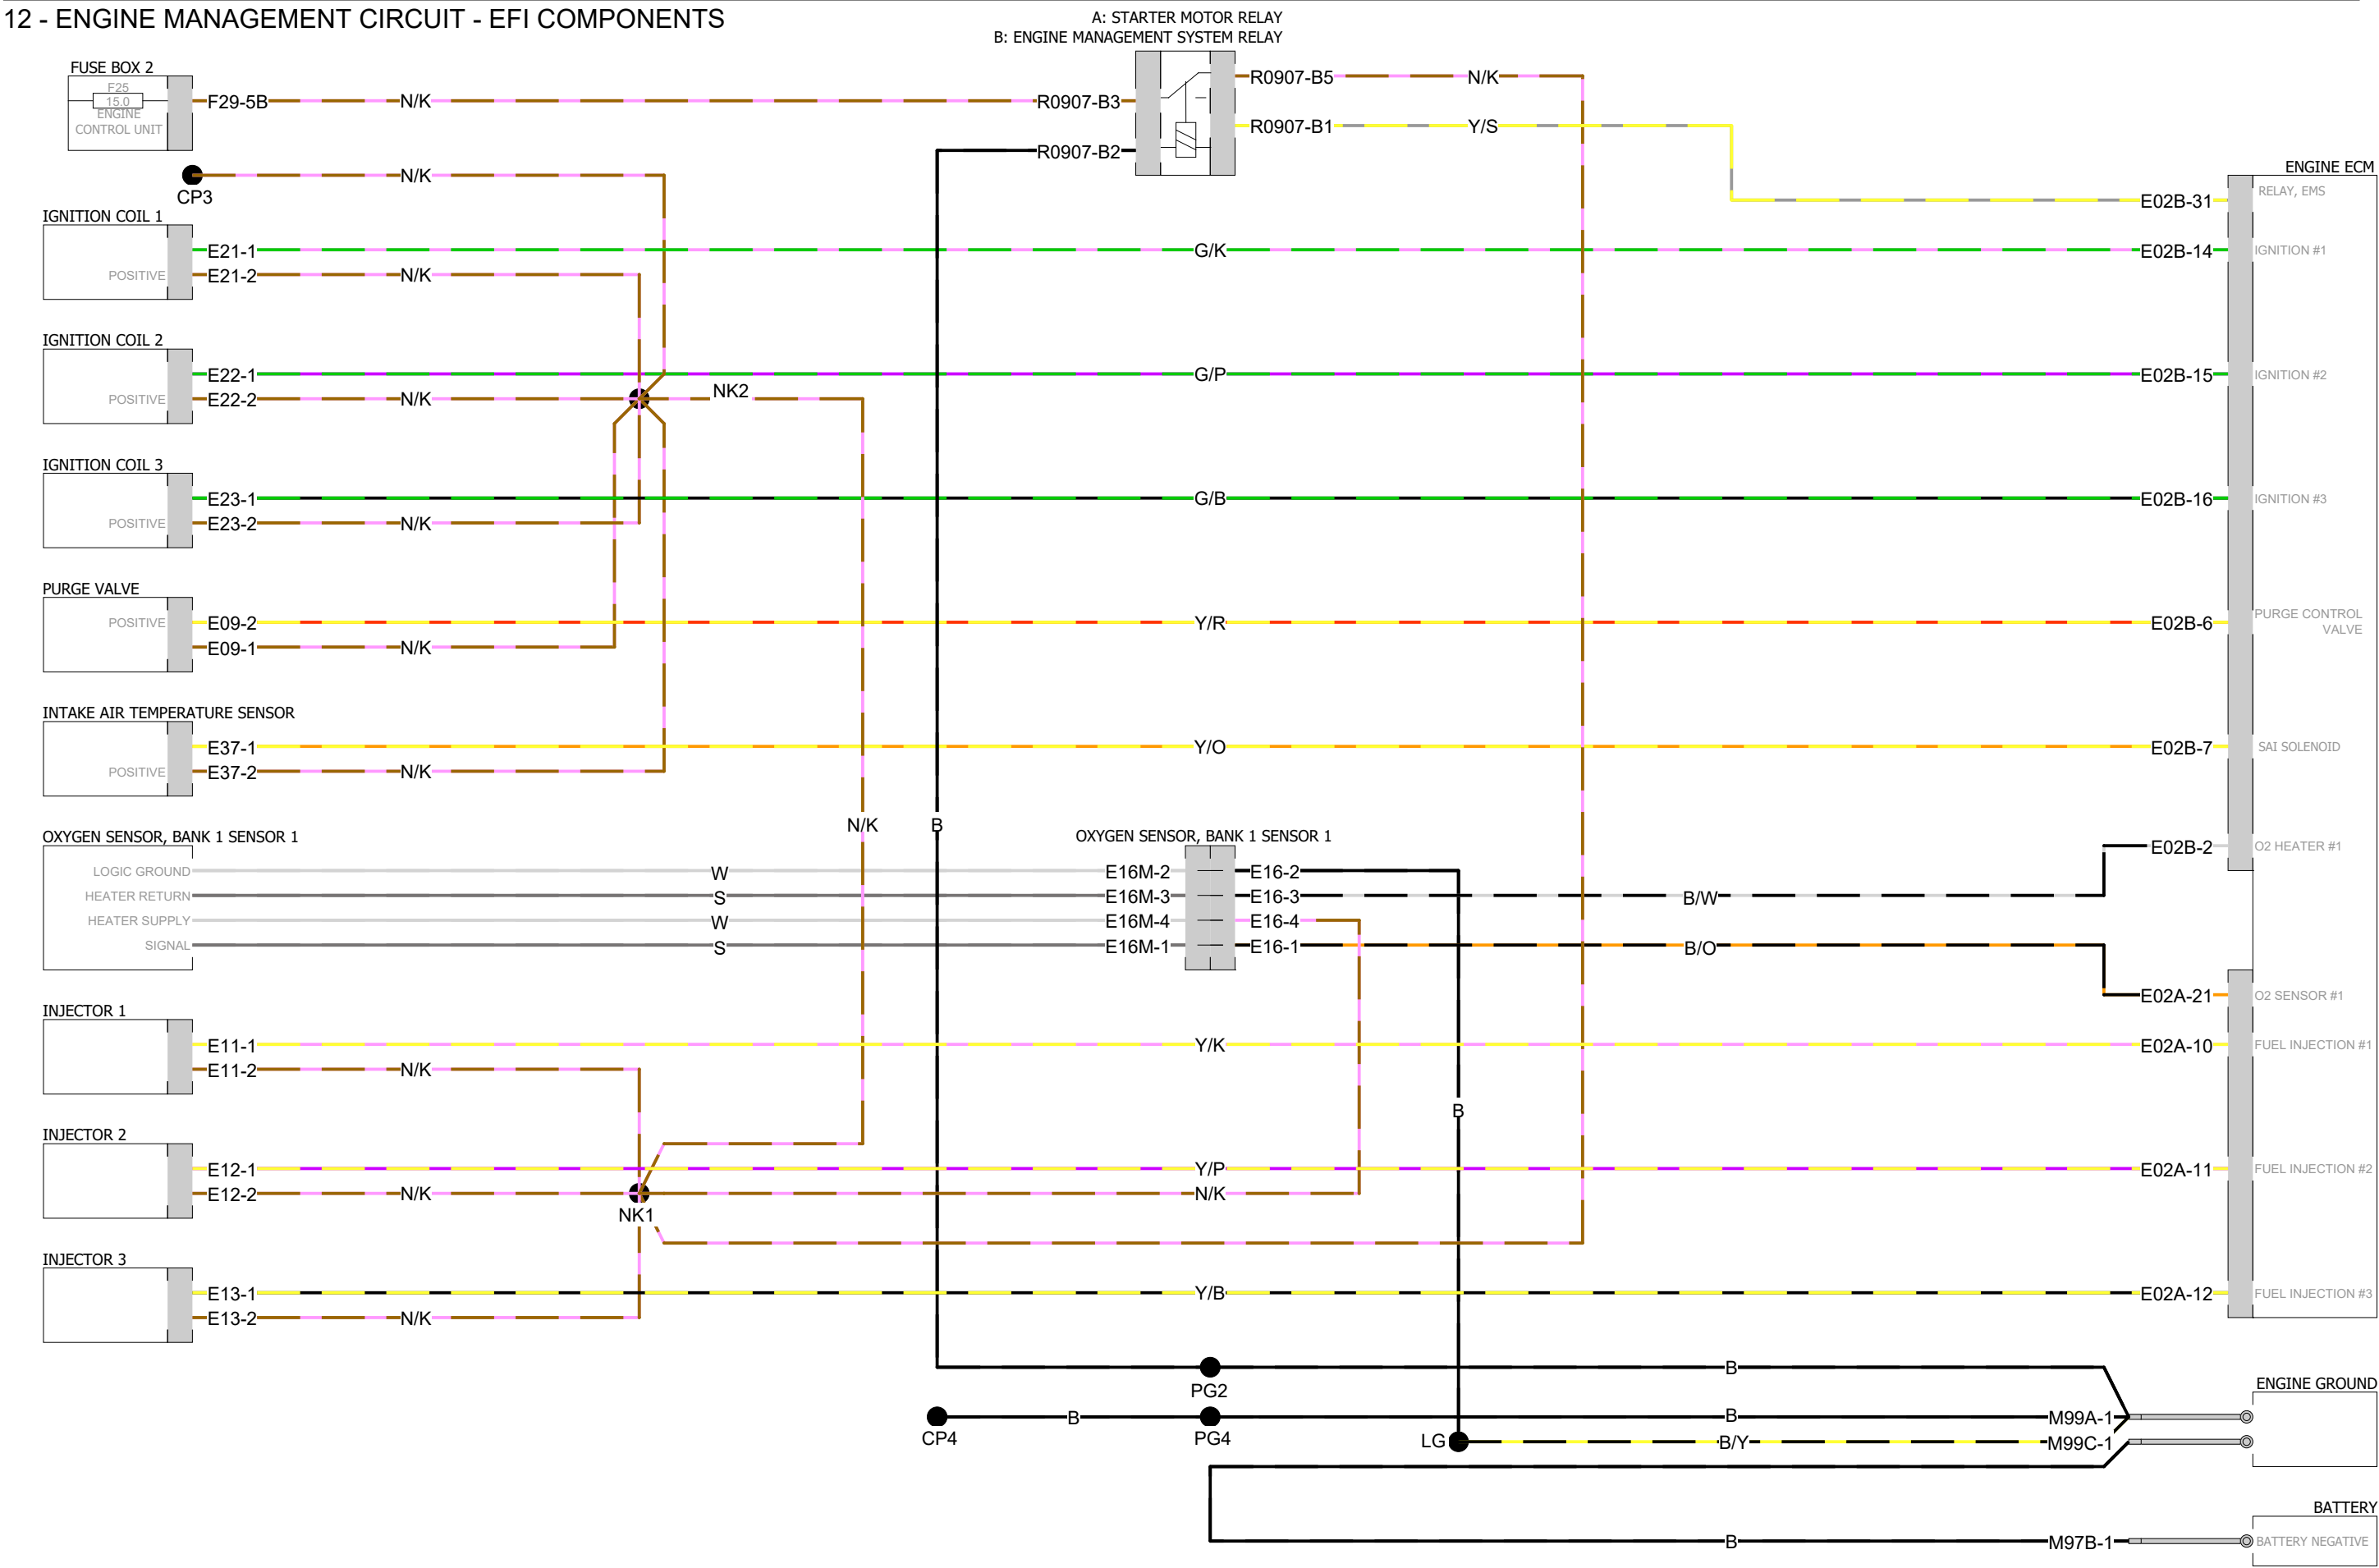 12 - ENGINE MANAGEMENT CIRCUIT - EFI COMPONENTS
A: STARTER MOTOR RELAY
B: ENGINE MANAGEMENT SYSTEM RELAY
FUSE BOX 2
F25
15.0
ENGINE
CONTROL UNIT
F29-5B
N/K
R0907-B3
R0907-B5
N/K
R0907-B1
Y/S
R0907-B2
CP3
N/K
ENGINE ECM
E02B-31
RELAY, EMS
IGNITION COIL 1
E21-1
G/K
E02B-14
IGNITION #1
POSITIVE
E21-2
N/K
IGNITION COIL 2
E22-1
G/P
E02B-15
IGNITION #2
POSITIVE
E22-2
N/K
NK2
IGNITION COIL 3
E23-1
G/B
E02B-16
IGNITION #3
POSITIVE
E23-2
N/K
PURGE VALVE
POSITIVE
E09-2
Y/R
E02B-6
PURGE CONTROL
VALVE
E09-1
N/K
INTAKE AIR TEMPERATURE SENSOR
E37-1
Y/O
E02B-7
SAI SOLENOID
POSITIVE
E37-2
N/K
N/K
B
OXYGEN SENSOR, BANK 1 SENSOR 1
OXYGEN SENSOR, BANK 1 SENSOR 1
E02B-2
O2 HEATER #1
LOGIC GROUND
W
E16M-2
E16-2
HEATER RETURN
S
E16M-3
E16-3
B/W
HEATER SUPPLY
W
E16M-4
E16-4
SIGNAL
S
E16M-1
E16-1
B/O
E02A-21
O2 SENSOR #1
INJECTOR 1
E11-1
Y/K
E02A-10
FUEL INJECTION #1
E11-2
N/K
B
INJECTOR 2
E12-1
Y/P
E02A-11
FUEL INJECTION #2
E12-2
N/K
N/K
NK1
INJECTOR 3
E13-1
Y/B
E02A-12
FUEL INJECTION #3
E13-2
N/K
B
PG2
ENGINE GROUND
B
B
M99A-1
CP4
PG4
LG
B/Y
M99C-1
BATTERY
B
M97B-1
BATTERY NEGATIVE